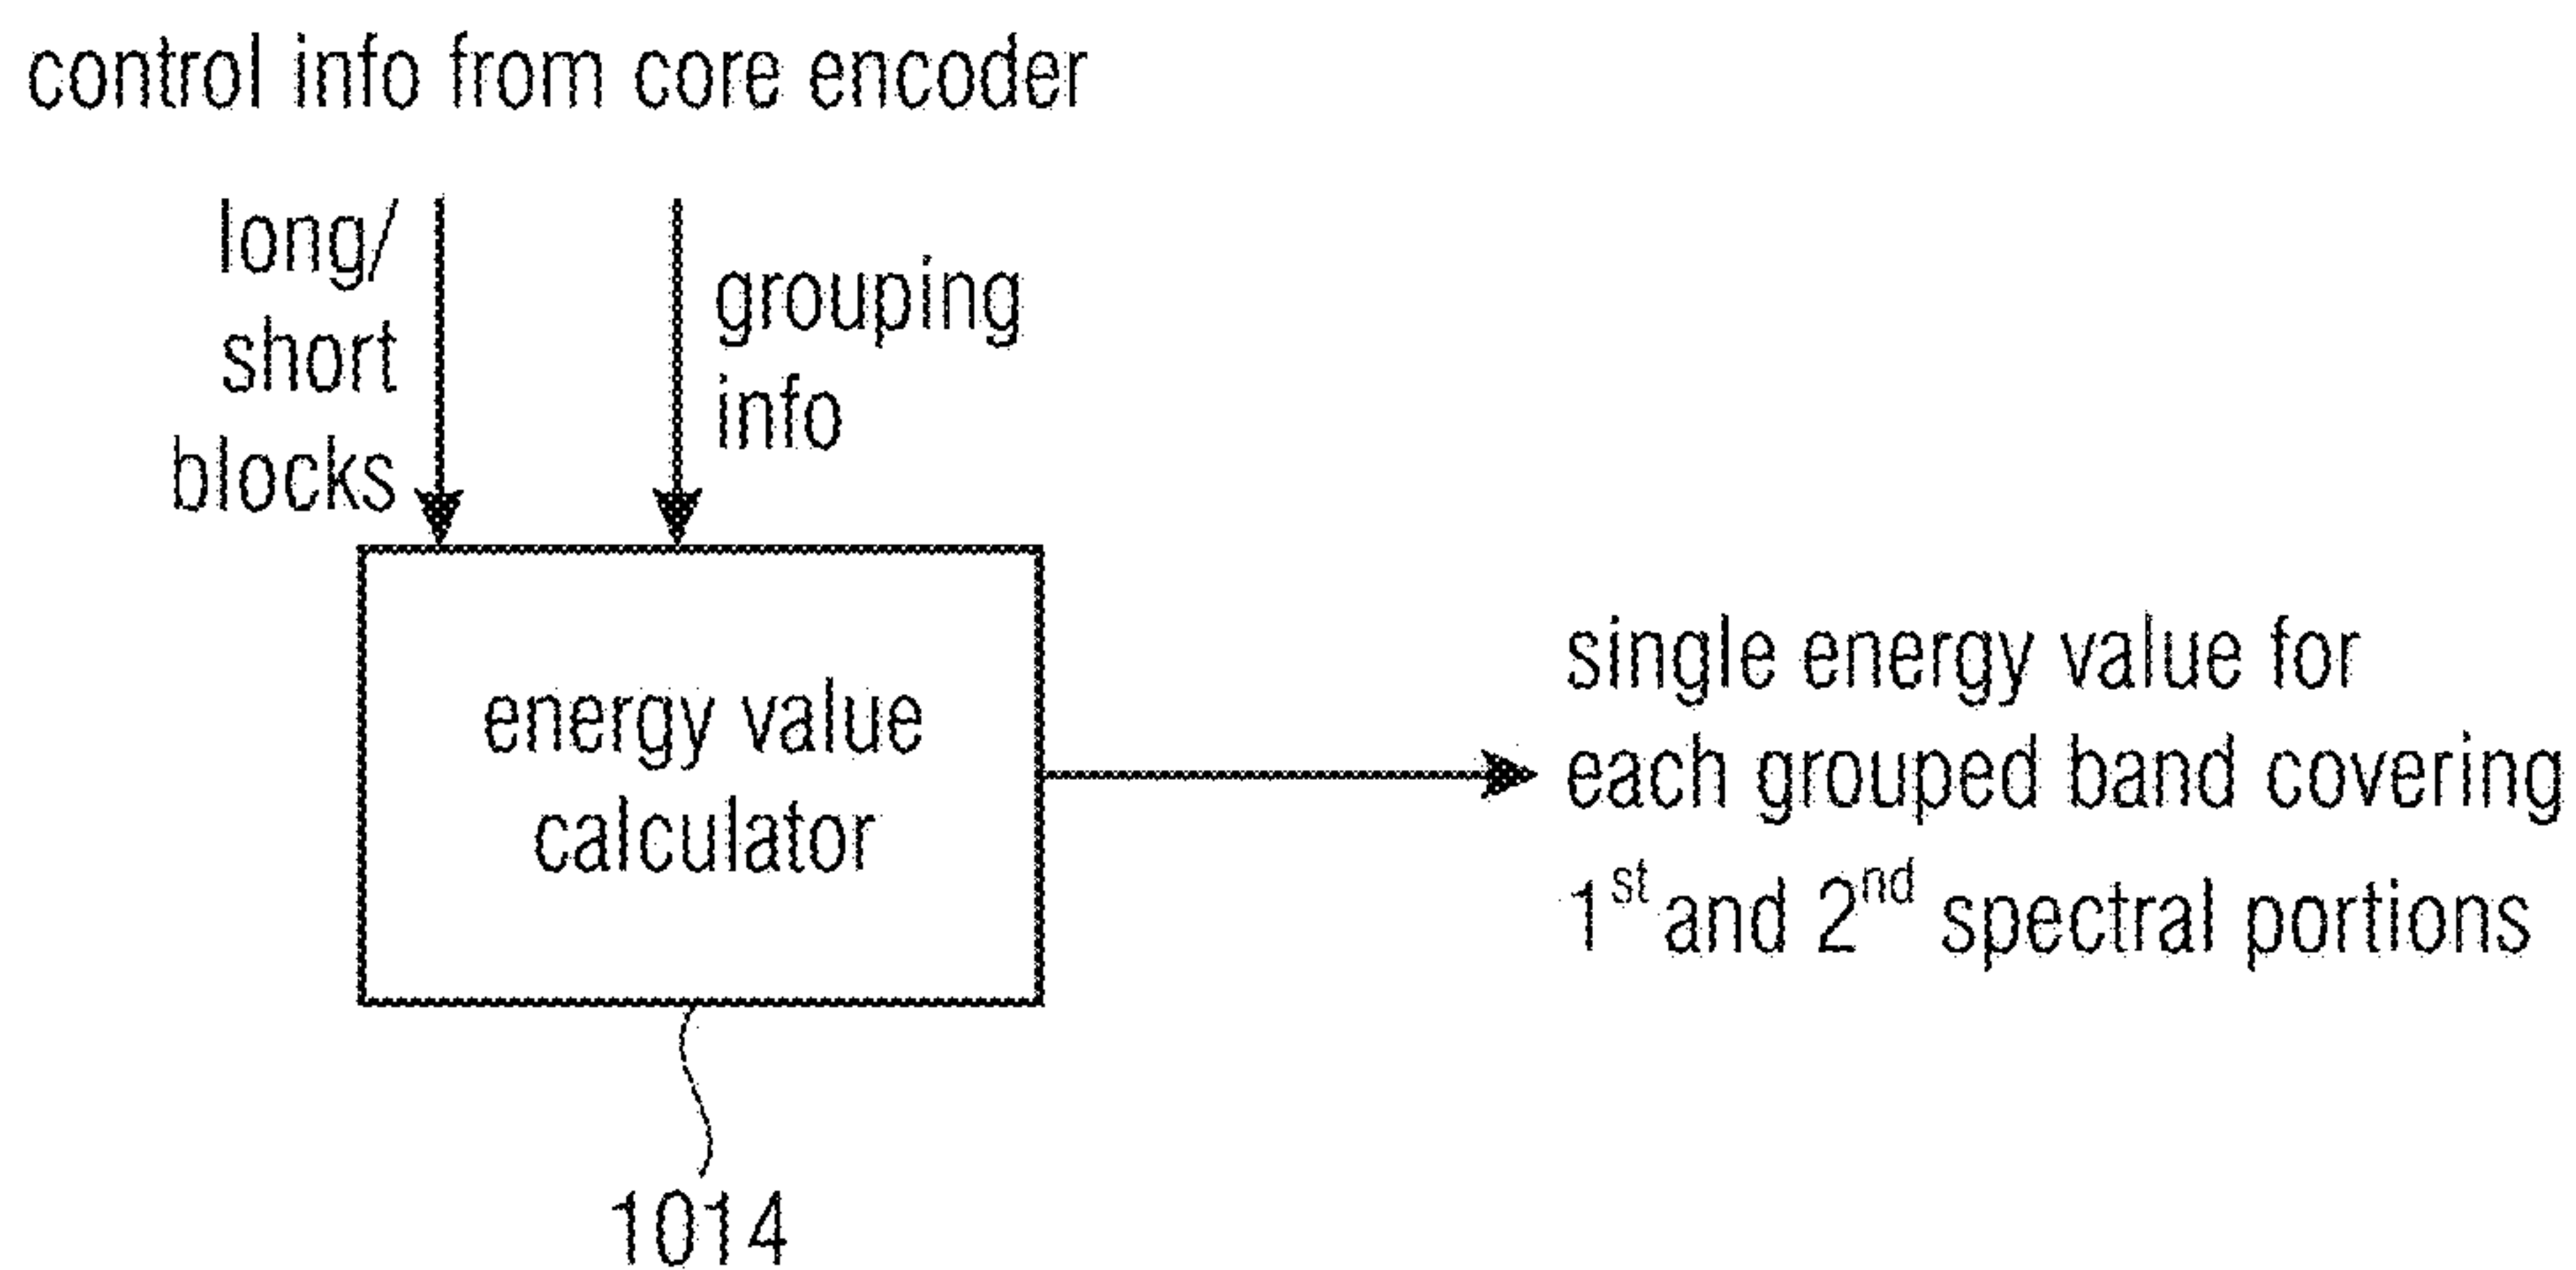 control info from core encoder
long/
short
blocks
grouping
info
energy value
calculator
single energy value for
each grouped band covering
1st and 2nd spectral portions
1014